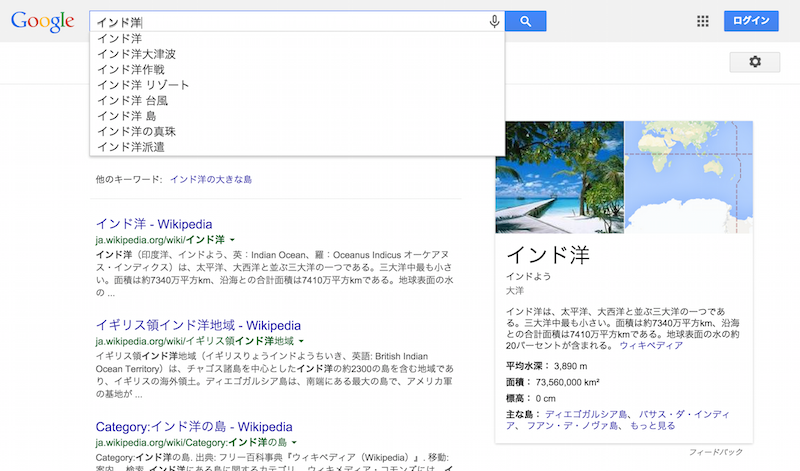 Google
インド洋
ログイン
インド洋
インド洋大津波
インド洋作戦
インド洋 リゾート
インド洋 台風
インド洋 島
インド洋の真珠
インド洋派遣
他のキーワード: インド洋の大きな島
インド洋 - Wikipedia
ja.wikipedia.org/wiki/インド洋
インド洋（印度洋、インドよう、英：Indian Ocean、羅：Oceanus Indicus オーケアヌ
ス・インディクス）は、太平洋、大西洋と並ぶ三大洋の一つである。三大洋中最も小さ
い。面積は約7340万平方km、沿海との合計面積は7410万平方kmである。地球表面の水
の ...
イギリス領インド洋地域 - Wikipedia
ja.wikipedia.org/wiki/イギリス領インド洋地域
イギリス領インド洋地域（イギリスりょうインドようちいき、英語: British Indian
Ocean Territory）は、チャゴス諸島を中心としたインド洋の約2300の島を含む地域であ
り、イギリスの海外領土。ディエゴガルシア島は、南端にある最大の島で、アメリカ軍
の基地が ...
Category:インド洋の島 - Wikipedia
ja.wikipedia.org/wiki/Category:インド洋の島
Category:インド洋の島. 出典: フリー百科事典『ウィキペディア（Wikipedia）』. 移動:
案内、 検索. インド洋にある島に関するカテゴリ。 ウィキメディア・コモンズには、イ
インド洋
インドよう
大洋
インド洋は、太平洋、大西洋と並ぶ三大洋の一つであ
る。三大洋中最も小さい。面積は約7340万平方km、沿海
との合計面積は7410万平方kmである。地球表面の水の約
20パーセントが含まれる。 ウィキペディア
平均水深： 3,890 m
面積： 73,560,000 km²
標高： 0 cm
主な島： ディエゴガルシア島、 バサス・ダ・インディ
ア、 フアン・デ・ノヴァ島、 もっと見る
フィードバック